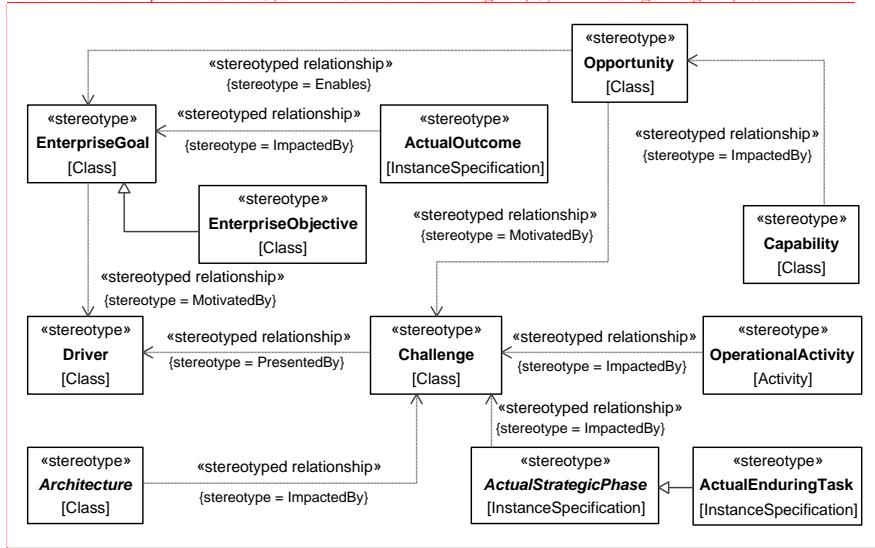 «stereotype»
Opportunity
[Class]
«stereotyped relationship»
{stereotype = Enables}
«stereotype»
EnterpriseGoal
[Class]
«stereotyped relationship»
{stereotype = ImpactedBy}
«stereotype»
ActualOutcome
[InstanceSpecification]
«stereotyped relationship»
{stereotype = ImpactedBy}
«stereotype»
EnterpriseObjective
[Class]
«stereotyped relationship»
{stereotype = MotivatedBy}
«stereotype»
Capability
[Class]
«stereotyped relationship»
{stereotype = MotivatedBy}
«stereotype»
Driver
[Class]
«stereotyped relationship»
{stereotype = PresentedBy}
«stereotype»
Challenge
[Class]
«stereotyped relationship»
{stereotype = ImpactedBy}
«stereotype»
OperationalActivity
[Activity]
«stereotyped relationship»
{stereotype = ImpactedBy}
«stereotype»
Architecture
[Class]
«stereotyped relationship»
{stereotype = ImpactedBy}
«stereotype»
ActualStrategicPhase
[InstanceSpecification]
«stereotype»
ActualEnduringTask
[InstanceSpecification]